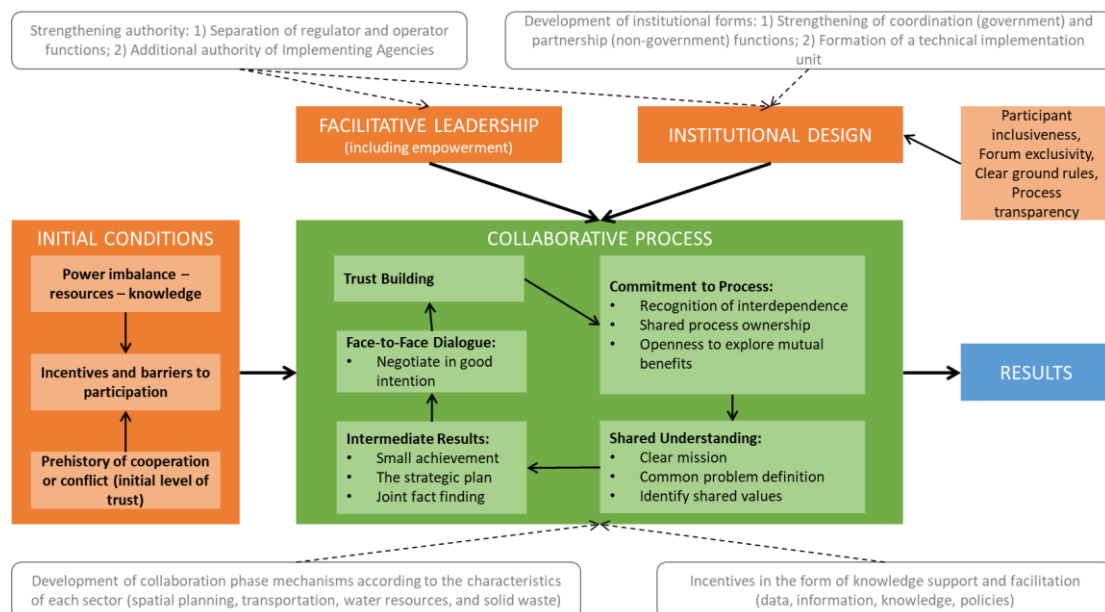 Strengthening authority: 1) Separation of regulator and operator
functions; 2) Additional authority of Implementing Agencies
Development of institutional forms: 1) Strengthening of coordination (government) and
partnership (non-government) functions; 2) Formation of a technical implementation
unit
FACILITATIVE LEADERSHIP
(including empowerment)
INSTITUTIONAL DESIGN
Participant
inclusiveness,
Forum exclusivity,
Clear ground rules,
Process
transparency
INITIAL CONDITIONS
Power imbalance –
resources – knowledge
Incentives and barriers to
participation
Prehistory of cooperation
or conflict (initial level of
trust)
COLLABORATIVE PROCESS
Trust Building
Commitment to Process:
• Recognition of interdependence
• Shared process ownership
• Openness to explore mutual
benefits
Face-to-Face Dialogue:
• Negotiate in good
intention
Intermediate Results:
• Small achievement
• The strategic plan
• Joint fact finding
Shared Understanding:
• Clear mission
• Common problem definition
• Identify shared values
RESULTS
Development of collaboration phase mechanisms according to the characteristics
of each sector (spatial planning, transportation, water resources, and solid waste)
Incentives in the form of knowledge support and facilitation
(data, information, knowledge, policies)